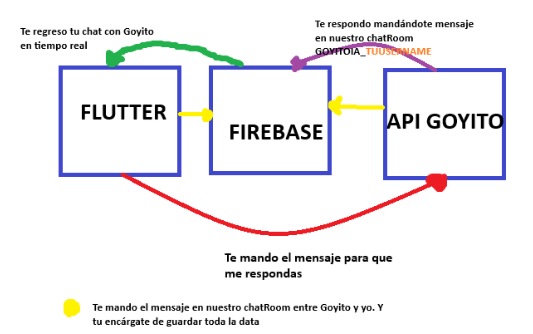 Te regreso tu chat con Goyito
en tiempo real
Te respondo mandándote mensaje
en nuestro chatRoom
GOYITOIA_TUUSERNAME
FLUTTER
FIREBASE
API GOYITO
Te mando el mensaje para que
me respondas
Te mando el mensaje en nuestro chatRoom entre Goyito y yo. Y
tu encárgate de guardar toda la data